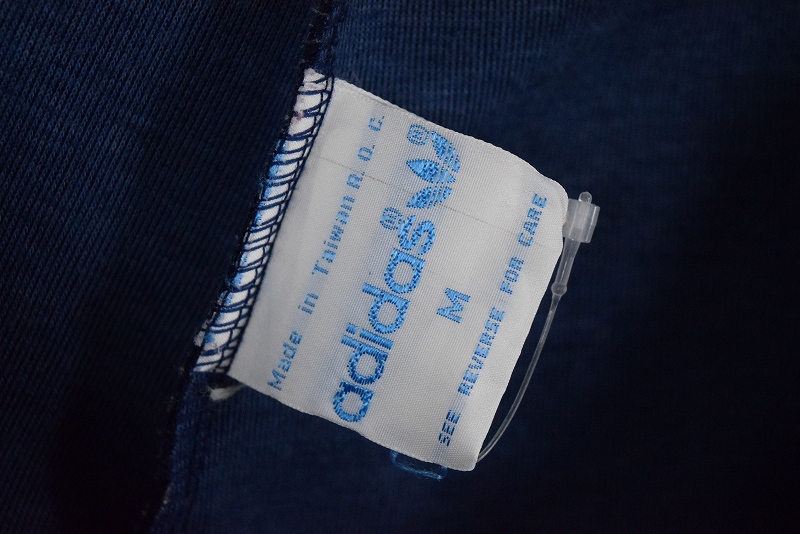 Made in Taiwan R. O. C.
adidas®
®
M
SEE REVERSE FOR CARE